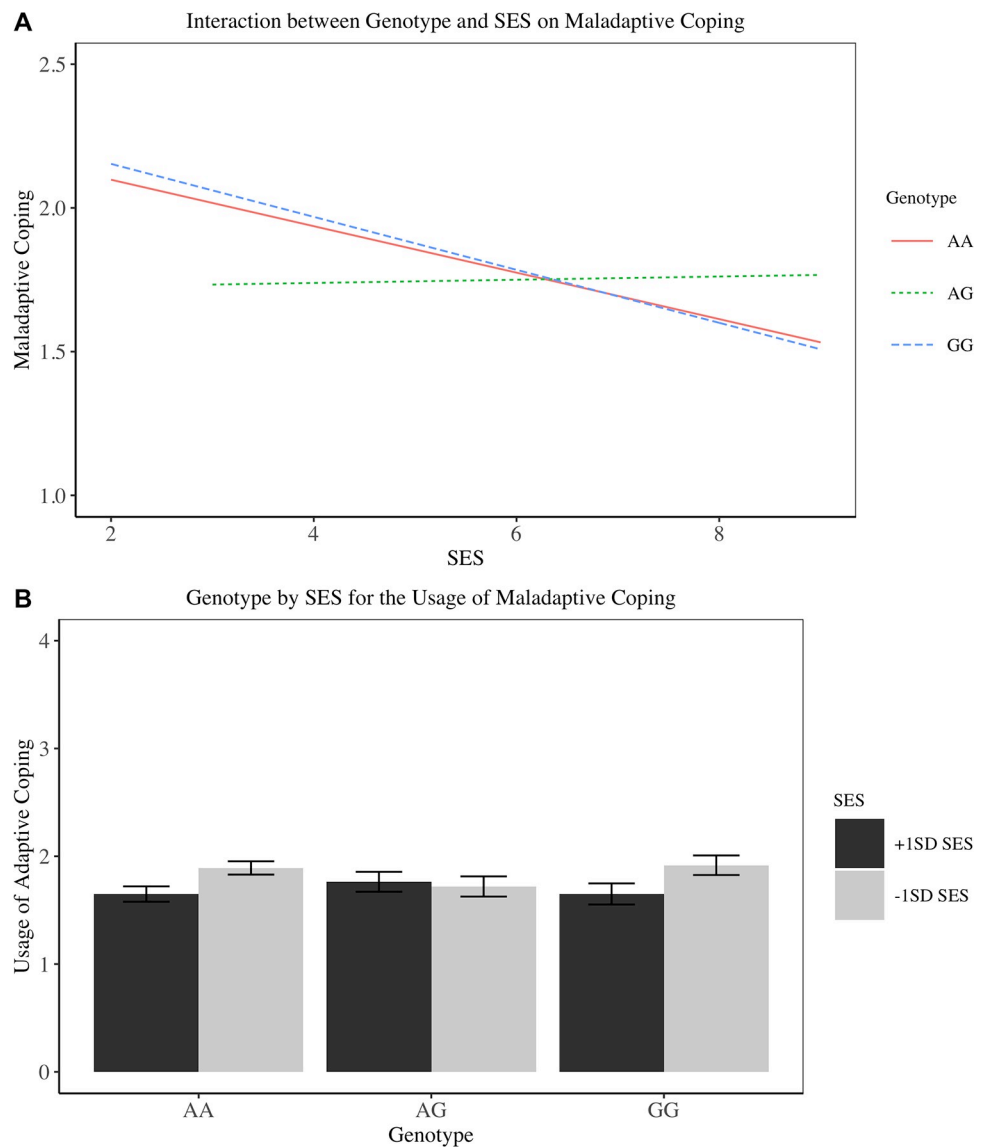 A
Interaction between Genotype and SES on Maladaptive Coping
2.5
2.0
1.5
1.0
Maladaptive Coping
2 4 6 8
SES
Genotype
AA
AG
GG
B
Genotype by SES for the Usage of Maladaptive Coping
4
3
2
1
0
Usage of Adaptive Coping
AA AG GG
Genotype
SES
+1SD SES
-1SD SES